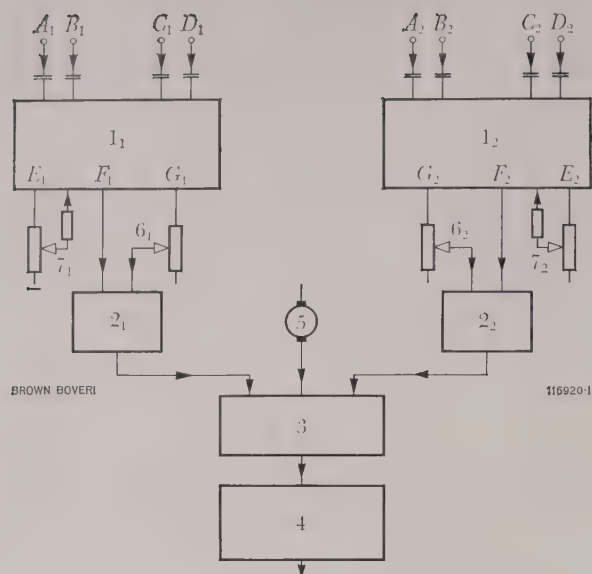 A₁ B₁ C₁ D₁ A₂ B₂ C₂ D₂
1₁ 1₂
E₁ F₁ G₁ G₂ F₂ E₂
6₁ 6₂
7₁ 7₂
2₁ 5 2₂
BROWN BOVERI 116920·I
3
4